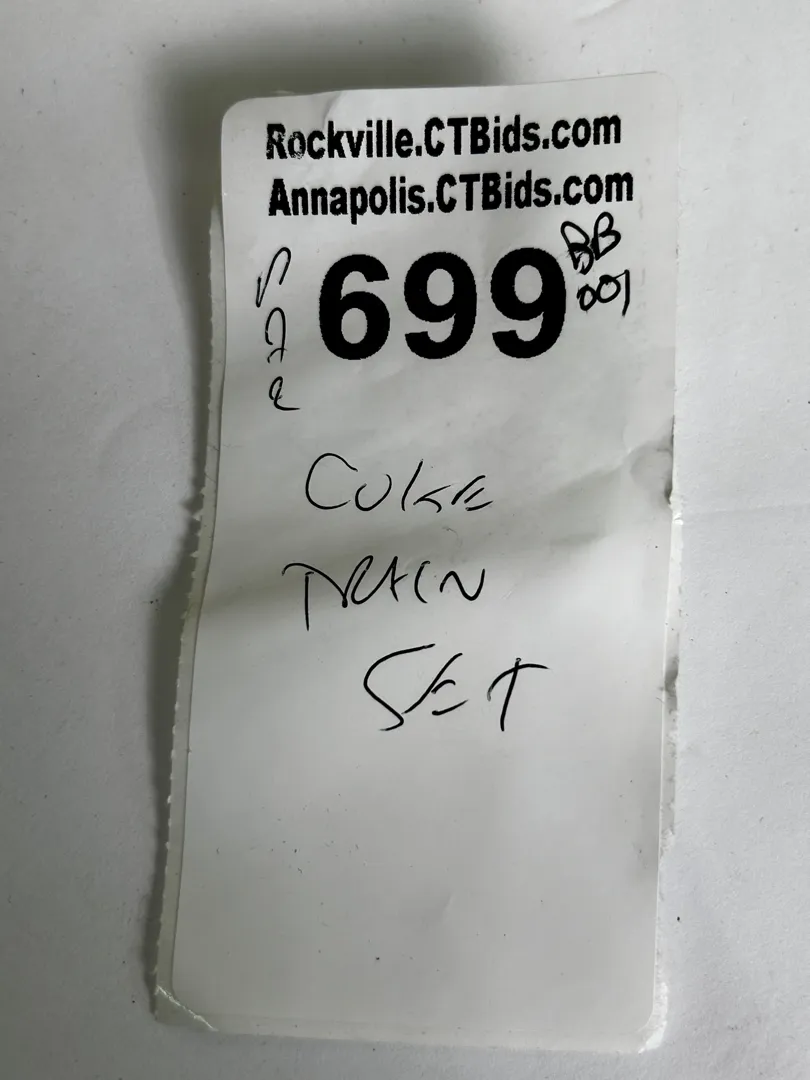 Rockville.CTBids.com
Annapolis.CTBids.com
699
BB
001
COKE
TRAIN
SET